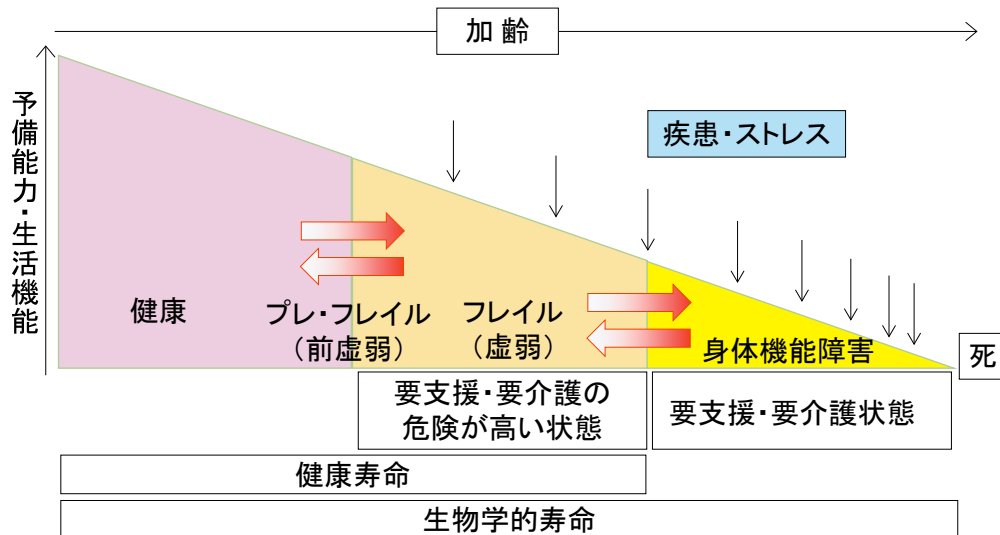 加 齢
予備能力・生活機能
疾患・ストレス
健康
プレ・フレイル
（前虚弱）
フレイル
（虚弱）
身体機能障害
死
要支援・要介護の
危険が高い状態
要支援・要介護状態
健康寿命
生物学的寿命